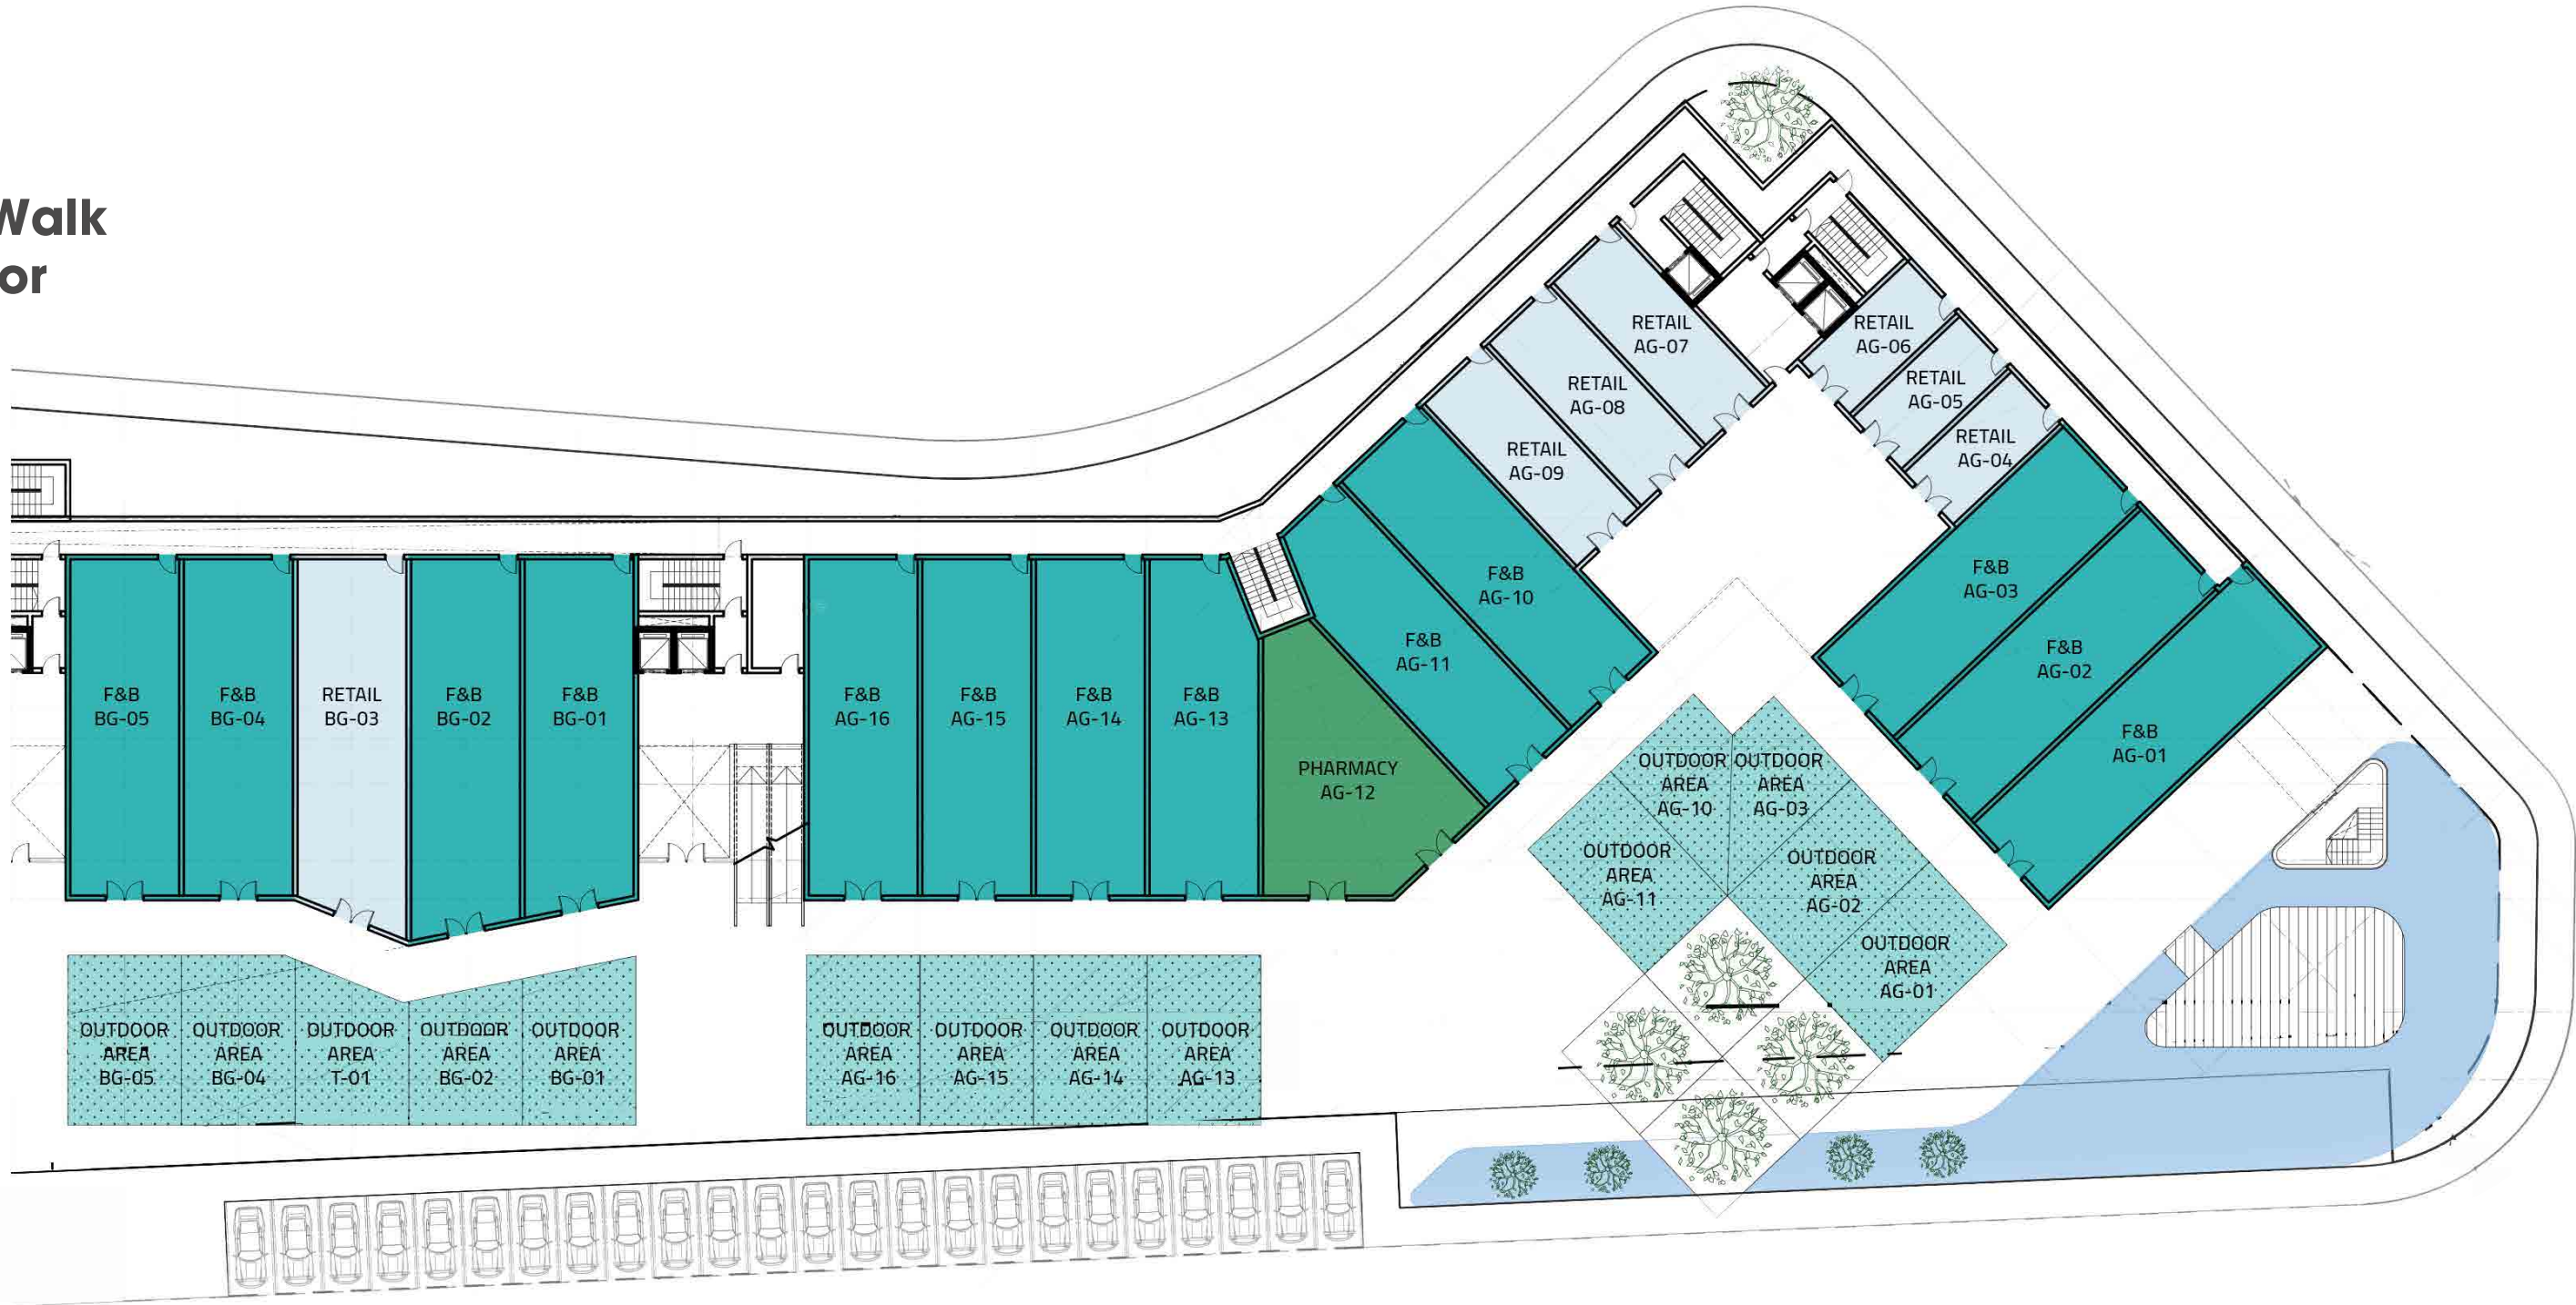 Walk
or
RETAIL
AG-07
RETAIL
AG-06
RETAIL
AG-08
RETAIL
AG-05
RETAIL
AG-09
RETAIL
AG-04
F&B
AG-10
F&B
AG-03
F&B
AG-11
F&B
AG-02
F&B
AG-01
F&B
BG-05
F&B
BG-04
RETAIL
BG-03
F&B
BG-02
F&B
BG-01
F&B
AG-16
F&B
AG-15
F&B
AG-14
F&B
AG-13
PHARMACY
AG-12
OUTDOOR
AREA
AG-10
OUTDOOR
AREA
AG-03
OUTDOOR
AREA
AG-11
OUTDOOR
AREA
AG-02
OUTDOOR
AREA
AG-01
OUTDOOR
AREA
BG-05
OUTDOOR
AREA
BG-04
OUTDOOR
AREA
T-01
OUTDOOR
AREA
BG-02
OUTDOOR
AREA
BG-01
OUTDOOR
AREA
AG-16
OUTDOOR
AREA
AG-15
OUTDOOR
AREA
AG-14
OUTDOOR
AREA
AG-13